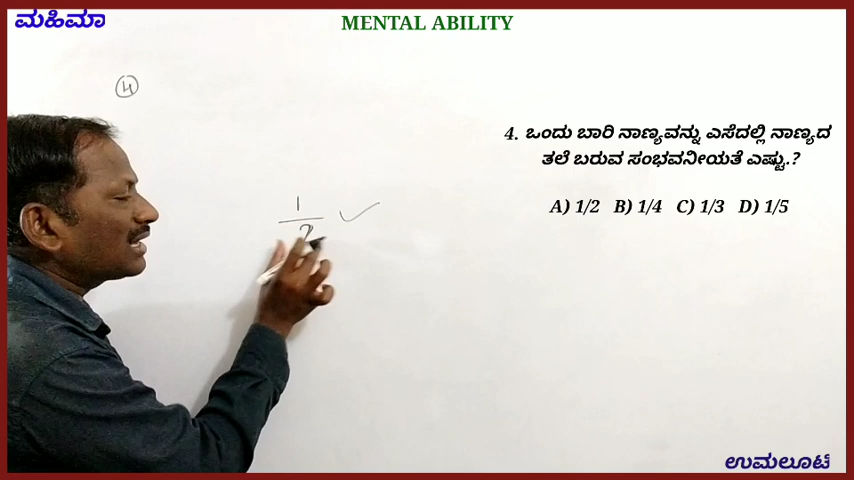 ಮಹಿಮಾ
MENTAL ABILITY
4
4. ಒಂದು ಬಾರಿ ನಾಣ್ಯವನ್ನು ಎಸೆದಲ್ಲಿ ನಾಣ್ಯದ
ತಲೆ ಬರುವ ಸಂಭವನೀಯತೆ ಎಷ್ಟು.?
A) 1/2 B) 1/4 C) 1/3 D) 1/5
1
2
ಉಮಲೂಟಿ